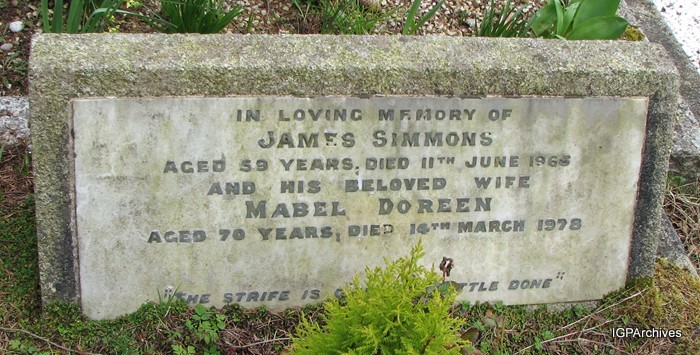 IN LOVING MEMORY OF
JAMES SIMMONS
AGED 59 YEARS, DIED 11TH JUNE 1965
AND HIS BELOVED WIFE
MABEL DOREEN
AGED 70 YEARS, DIED 14TH MARCH 1978
"THE STRIFE IS DONE"
IGPArchives